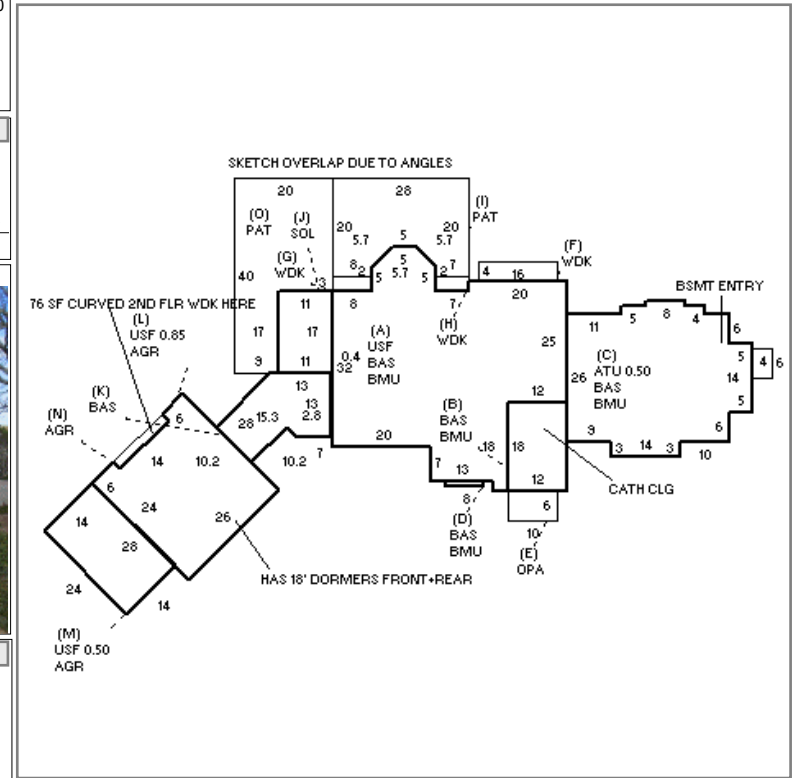 SKETCH OVERLAP DUE TO ANGLES
20
28
(I)
PAT
(O)
PAT
(J)
SOL
20
5.7
5
20
5.7
(G)
WDK
8
2
5
5.7
5
2
7
(F)
WDK
4
16
40
3
20
BSMT ENTRY
76 SF CURVED 2ND FLR WDK HERE
11
8
7
(H)
WDK
11
5
8
4
6
(L)
USF 0.85
AGR
17
17
(A)
USF
BAS
BMU
25
9
11
0.4
32
26
(C)
ATU 0.50
BAS
BMU
5
4
6
14
(K)
BAS
13
13
2.8
12
5
(N)
AGR
6
28
15.3
(B)
BAS
BMU
18
18
9
3
14
3
6
10
14
10.2
10.2
7
20
7
13
12
CATH CLG
6
24
8
6
14
26
(D)
BAS
BMU
10
(E)
OPA
28
24
14
HAS 18' DORMERS FRONT+REAR
(M)
USF 0.50
AGR